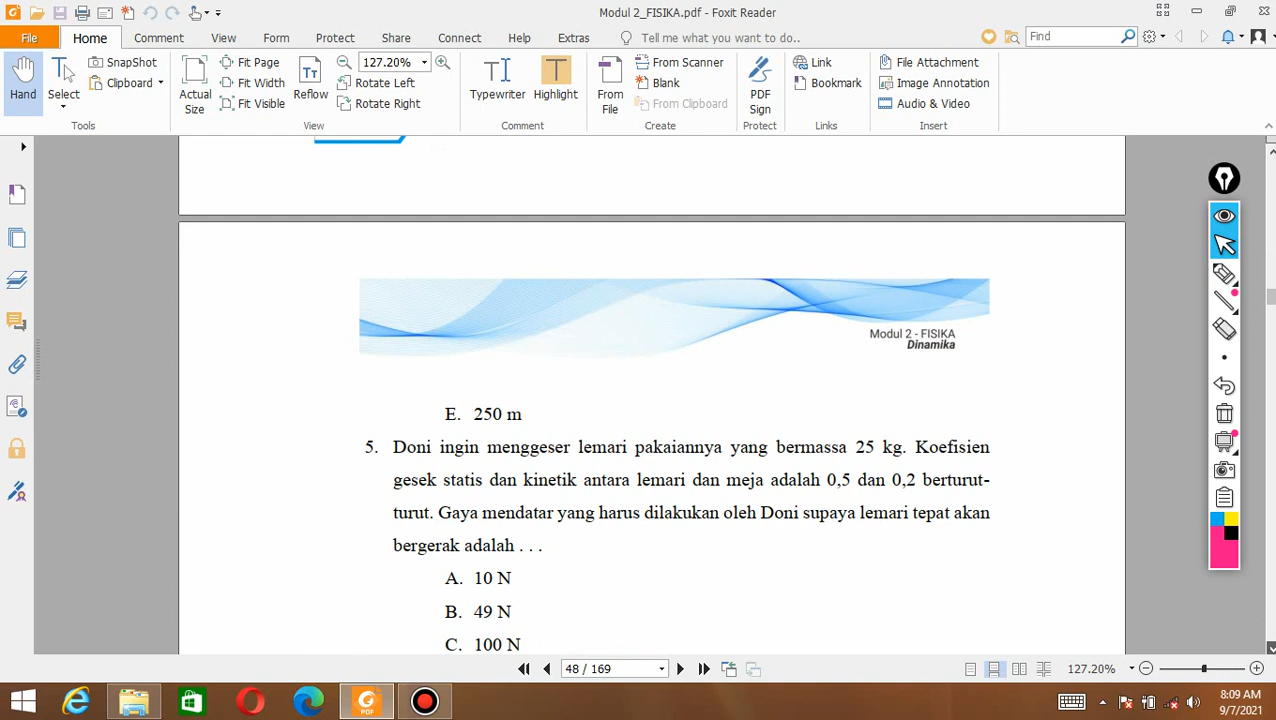 Modul 2_FISIKA.pdf - Foxit Reader
File Home Comment View Form Protect Share Connect Help Extras Tell me what you want to do.. Find
Hand
Select
SnapShot
Clipboard
Tools
Actual Size
Fit Page
Fit Width
Fit Visible
Reflow
127.20%
Rotate Left
Rotate Right
View
Typewriter
Highlight
Comment
From File
From Scanner
Blank
From Clipboard
Create
PDF Sign
Protect
Link
Bookmark
Links
File Attachment
Image Annotation
Audio & Video
Insert
Modul 2 - FISIKA
Dinamika
E. 250 m
5. Doni ingin menggeser lemari pakaiannya yang bermassa 25 kg. Koefisien
gesek statis dan kinetik antara lemari dan meja adalah 0,5 dan 0,2 berturut-
turut. Gaya mendatar yang harus dilakukan oleh Doni supaya lemari tepat akan
bergerak adalah . . .
A. 10 N
B. 49 N
C. 100 N
48 / 169
127.20%
PDF
8:09 AM
9/7/2021